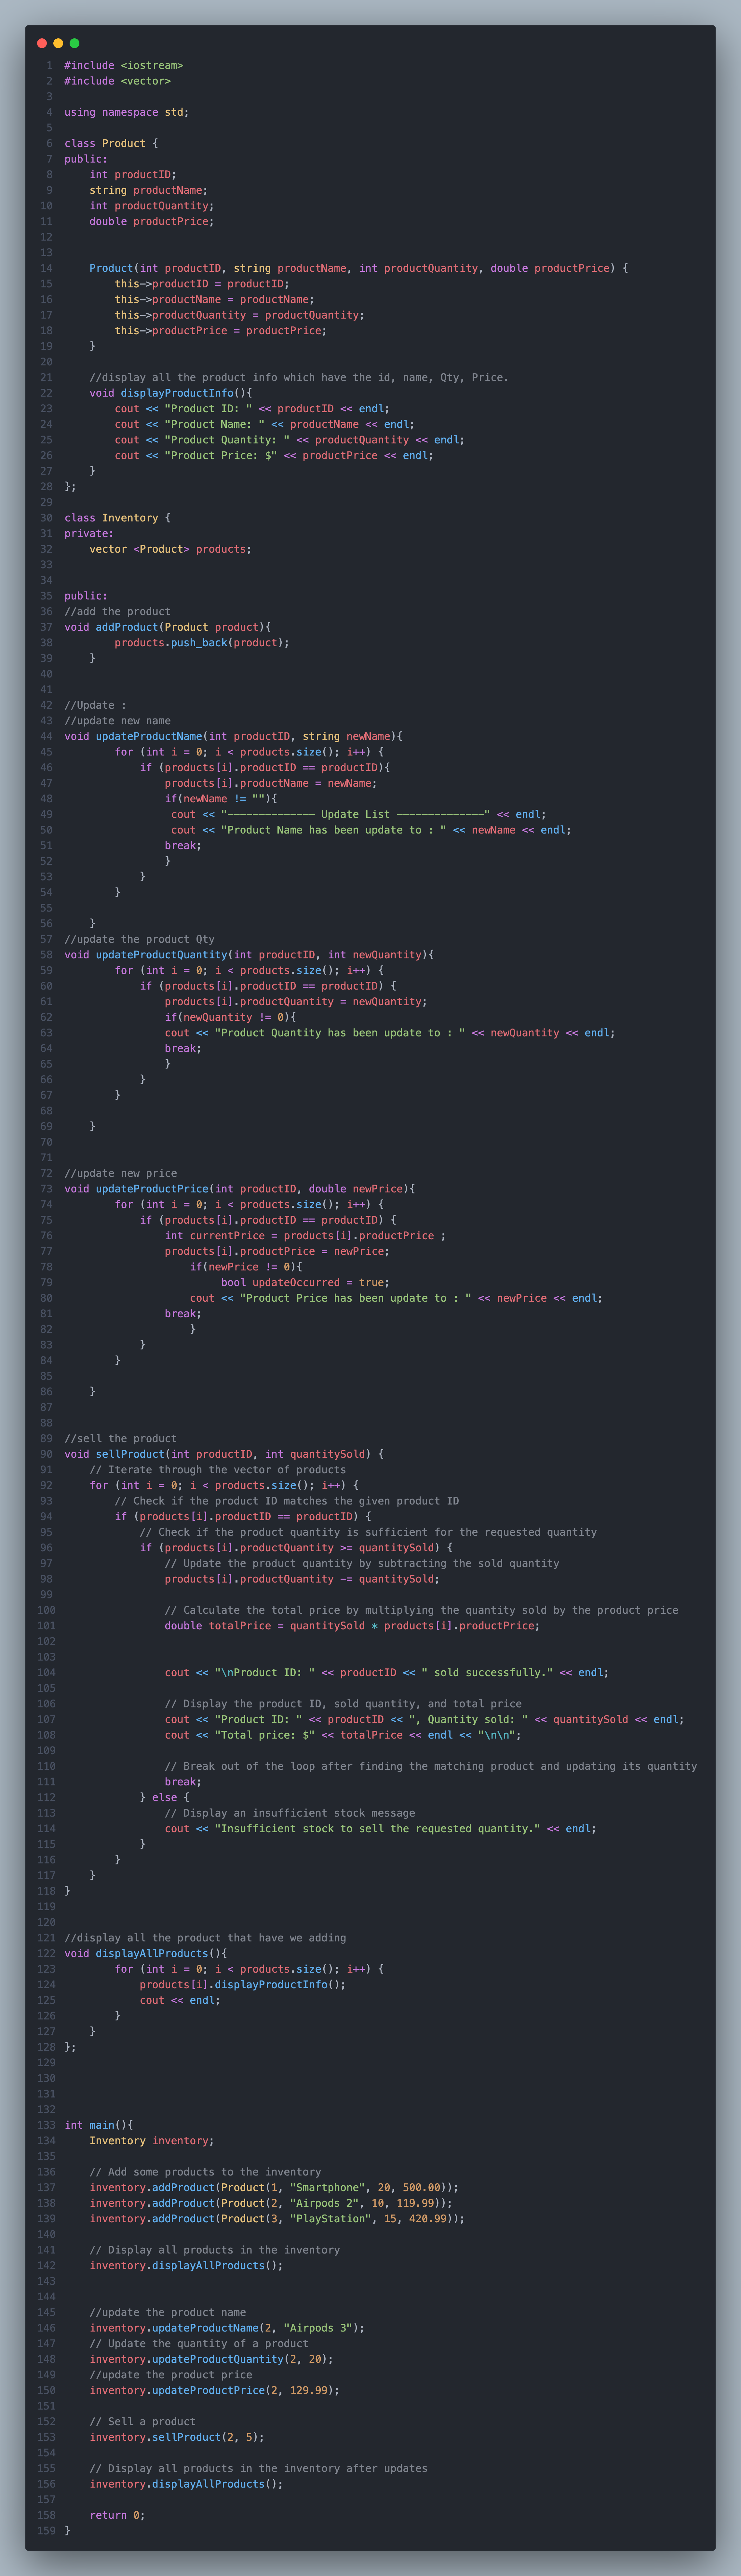 1 #include <iostream>
2 #include <vector>
3
4 using namespace std;
5
6 class Product {
7 public:
8     int productID;
9     string productName;
10     int productQuantity;
11     double productPrice;
12
13
14     Product(int productID, string productName, int productQuantity, double productPrice) {
15         this->productID = productID;
16         this->productName = productName;
17         this->productQuantity = productQuantity;
18         this->productPrice = productPrice;
19     }
20
21     //display all the product info which have the id, name, Qty, Price.
22     void displayProductInfo(){
23         cout << "Product ID: " << productID << endl;
24         cout << "Product Name: " << productName << endl;
25         cout << "Product Quantity: " << productQuantity << endl;
26         cout << "Product Price: $" << productPrice << endl;
27     }
28 };
29
30 class Inventory {
31 private:
32     vector <Product> products;
33
34
35 public:
36 //add the product
37 void addProduct(Product product){
38         products.push_back(product);
39     }
40
41
42 //Update :
43 //update new name
44 void updateProductName(int productID, string newName){
45         for (int i = 0; i < products.size(); i++) {
46             if (products[i].productID == productID){
47                 products[i].productName = newName;
48                 if(newName != ""){
49                  cout << "-------------- Update List --------------" << endl;
50                  cout << "Product Name has been update to : " << newName << endl;
51                 break;
52                 }
53             }
54         }
55
56     }
57 //update the product Qty
58 void updateProductQuantity(int productID, int newQuantity){
59         for (int i = 0; i < products.size(); i++) {
60             if (products[i].productID == productID) {
61                 products[i].productQuantity = newQuantity;
62                 if(newQuantity != 0){
63                 cout << "Product Quantity has been update to : " << newQuantity << endl;
64                 break;
65                 }
66             }
67         }
68
69     }
70
71
72 //update new price
73 void updateProductPrice(int productID, double newPrice){
74         for (int i = 0; i < products.size(); i++) {
75             if (products[i].productID == productID) {
76                 int currentPrice = products[i].productPrice ;
77                 products[i].productPrice = newPrice;
78                     if(newPrice != 0){
79                          bool updateOccurred = true;
80                     cout << "Product Price has been update to : " << newPrice << endl;
81                 break;
82                     }
83             }
84         }
85
86     }
87
88
89 //sell the product
90 void sellProduct(int productID, int quantitySold) {
91     // Iterate through the vector of products
92     for (int i = 0; i < products.size(); i++) {
93         // Check if the product ID matches the given product ID
94         if (products[i].productID == productID) {
95             // Check if the product quantity is sufficient for the requested quantity
96             if (products[i].productQuantity >= quantitySold) {
97                 // Update the product quantity by subtracting the sold quantity
98                 products[i].productQuantity -= quantitySold;
99
100                 // Calculate the total price by multiplying the quantity sold by the product price
101                 double totalPrice = quantitySold * products[i].productPrice;
102
103
104                 cout << "\nProduct ID: " << productID << " sold successfully." << endl;
105
106                 // Display the product ID, sold quantity, and total price
107                 cout << "Product ID: " << productID << ", Quantity sold: " << quantitySold << endl;
108                 cout << "Total price: $" << totalPrice << endl << "\n\n";
109
110                 // Break out of the loop after finding the matching product and updating its quantity
111                 break;
112             } else {
113                 // Display an insufficient stock message
114                 cout << "Insufficient stock to sell the requested quantity." << endl;
115             }
116         }
117     }
118 }
119
120
121 //display all the product that have we adding
122 void displayAllProducts(){
123         for (int i = 0; i < products.size(); i++) {
124             products[i].displayProductInfo();
125             cout << endl;
126         }
127     }
128 };
129
130
131
132
133 int main(){
134     Inventory inventory;
135
136     // Add some products to the inventory
137     inventory.addProduct(Product(1, "Smartphone", 20, 500.00));
138     inventory.addProduct(Product(2, "Airpods 2", 10, 119.99));
139     inventory.addProduct(Product(3, "PlayStation", 15, 420.99));
140
141     // Display all products in the inventory
142     inventory.displayAllProducts();
143
144
145     //update the product name
146     inventory.updateProductName(2, "Airpods 3");
147     // Update the quantity of a product
148     inventory.updateProductQuantity(2, 20);
149     //update the product price
150     inventory.updateProductPrice(2, 129.99);
151
152     // Sell a product
153     inventory.sellProduct(2, 5);
154
155     // Display all products in the inventory after updates
156     inventory.displayAllProducts();
157
158     return 0;
159 }